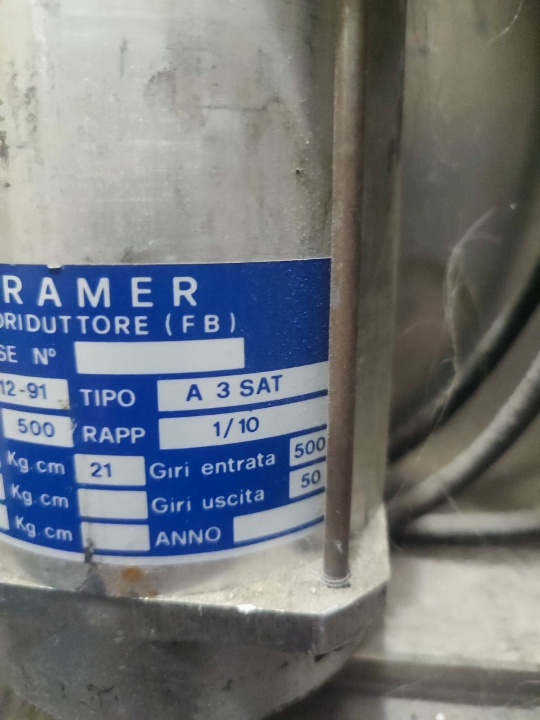 RAMER
ORIDUTTORE (FB)
SE N°
12-91 TIPO A 3 SAT
500 RAPP 1/10
Kg.cm 21 Giri entrata 500
Kg.cm Giri uscita 50
Kg.cm ANNO